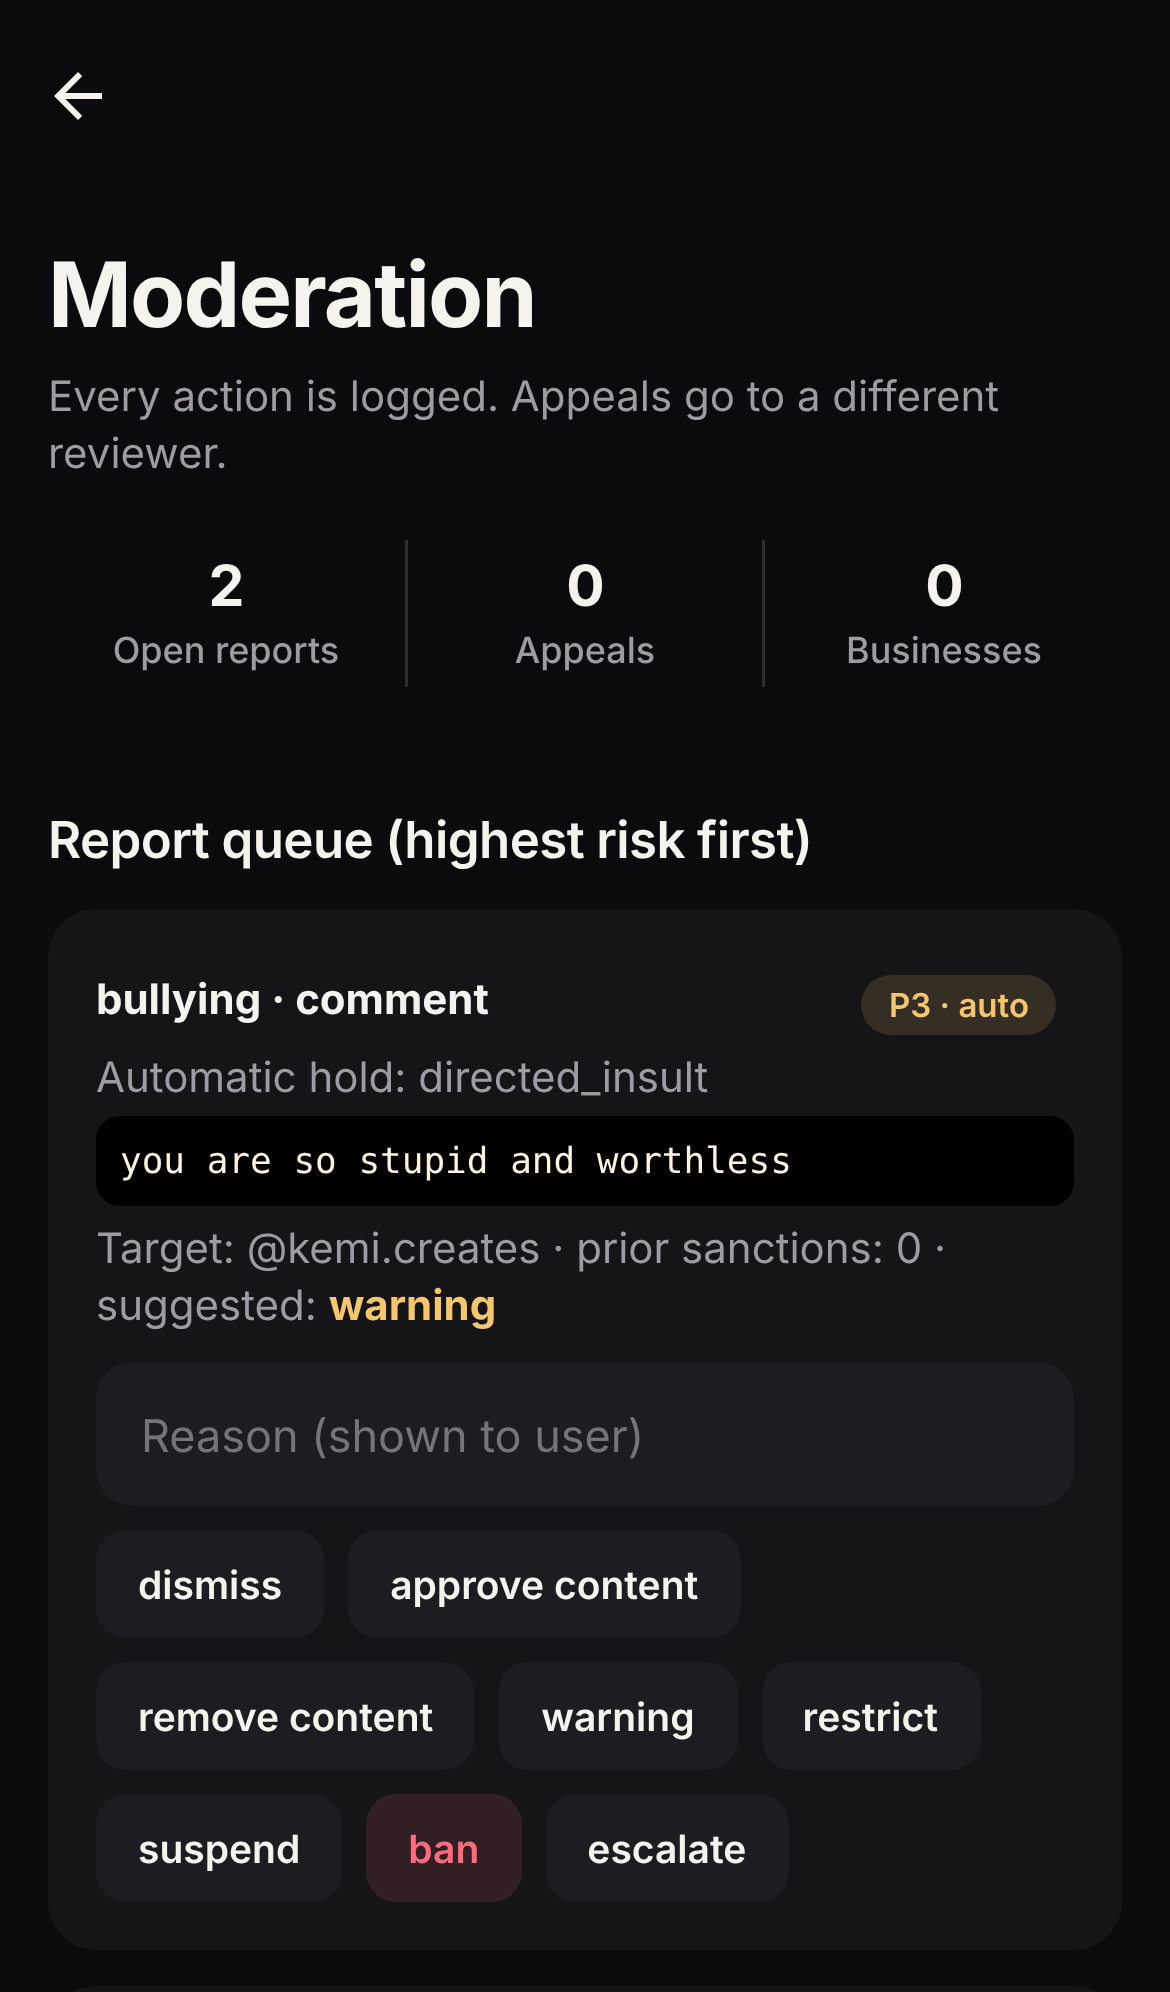 Moderation
Every action is logged. Appeals go to a different
reviewer.
2
Open reports
0
Appeals
0
Businesses
Report queue (highest risk first)
bullying · comment
P3 · auto
Automatic hold: directed_insult
you are so stupid and worthless
Target: @kemi.creates · prior sanctions: 0 ·
suggested: warning
Reason (shown to user)
dismiss
approve content
remove content
warning
restrict
suspend
ban
escalate